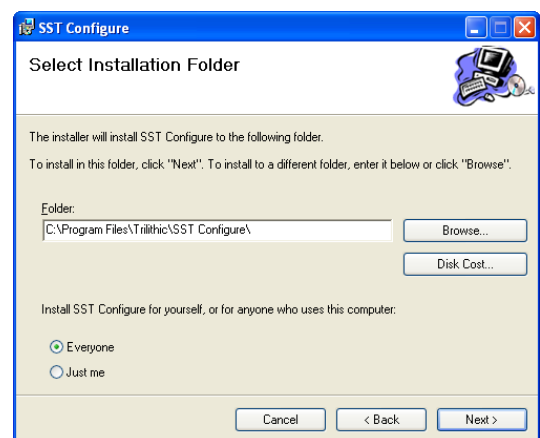 SST Configure
Select Installation Folder
The installer will install SST Configure to the following folder.
To install in this folder, click "Next". To install to a different folder, enter it below or click "Browse".
Folder:
C:\Program Files\Trilithic\SST Configure\
Browse...
Disk Cost...
Install SST Configure for yourself, or for anyone who uses this computer:
Everyone
Just me
Cancel
< Back
Next >